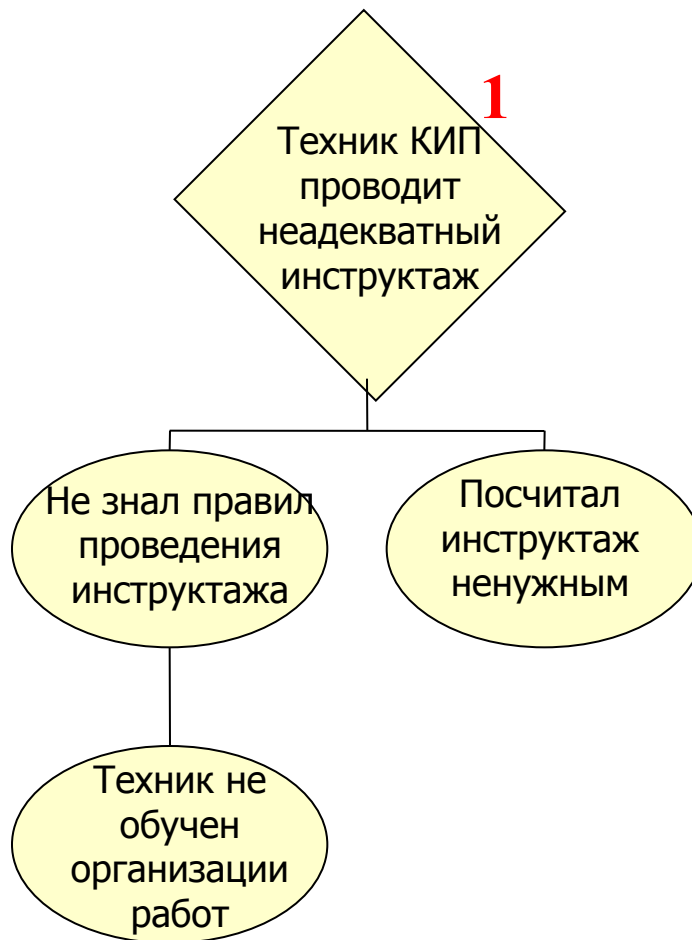 1
Техник КИП
проводит
неадекватный
инструктаж
Не знал правил
проведения
инструктажа
Посчитал
инструктаж
ненужным
Техник не
обучен
организации
работ